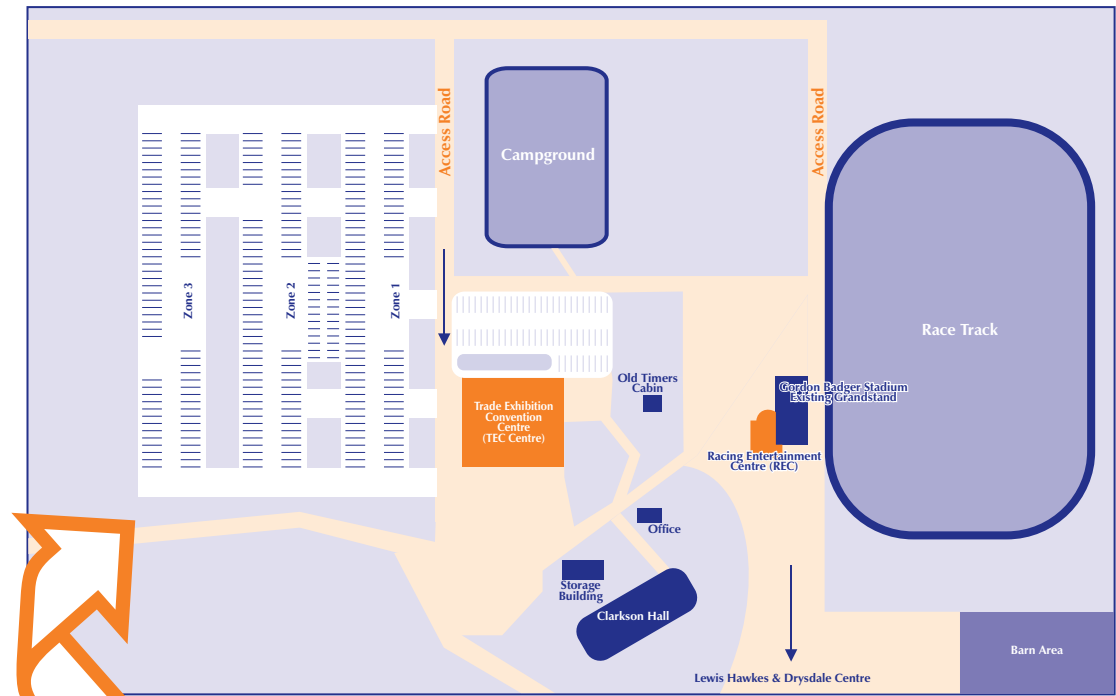 Access Road
Access Road
Campground
Zone 3
Zone 2
Zone 1
Race Track
Old Timers
Cabin
Gordon Badger Stadium
Existing Grandstand
Trade Exhibition
Convention
Centre
(TEC Centre)
Racing Entertainment
Centre (REC)
Office
Storage
Building
Clarkson Hall
Barn Area
Lewis Hawkes & Drysdale Centre